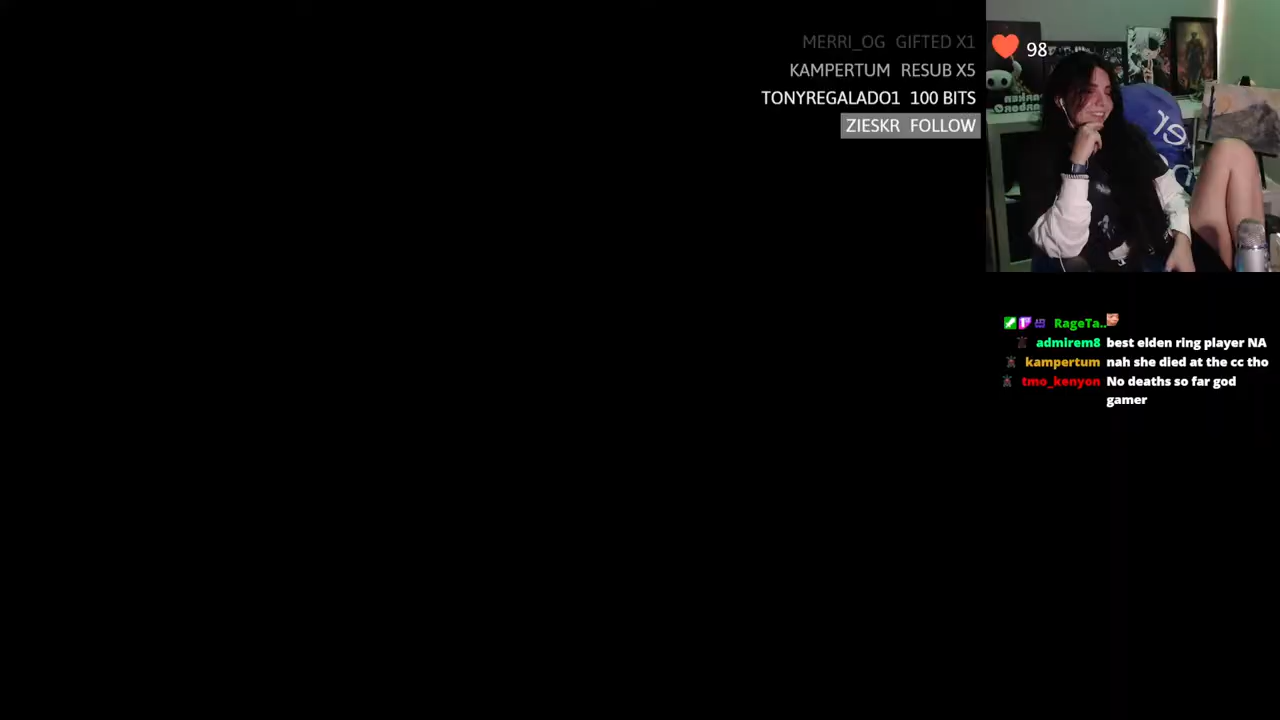 MERRI_OG GIFTED X1
KAMPERTUM RESUB X5
TONYREGALADO1 100 BITS
ZIESKR FOLLOW
98
RageTa..
admirem8 best elden ring player NA
kampertum nah she died at the cc tho
tmo_kenyon No deaths so far god
gamer